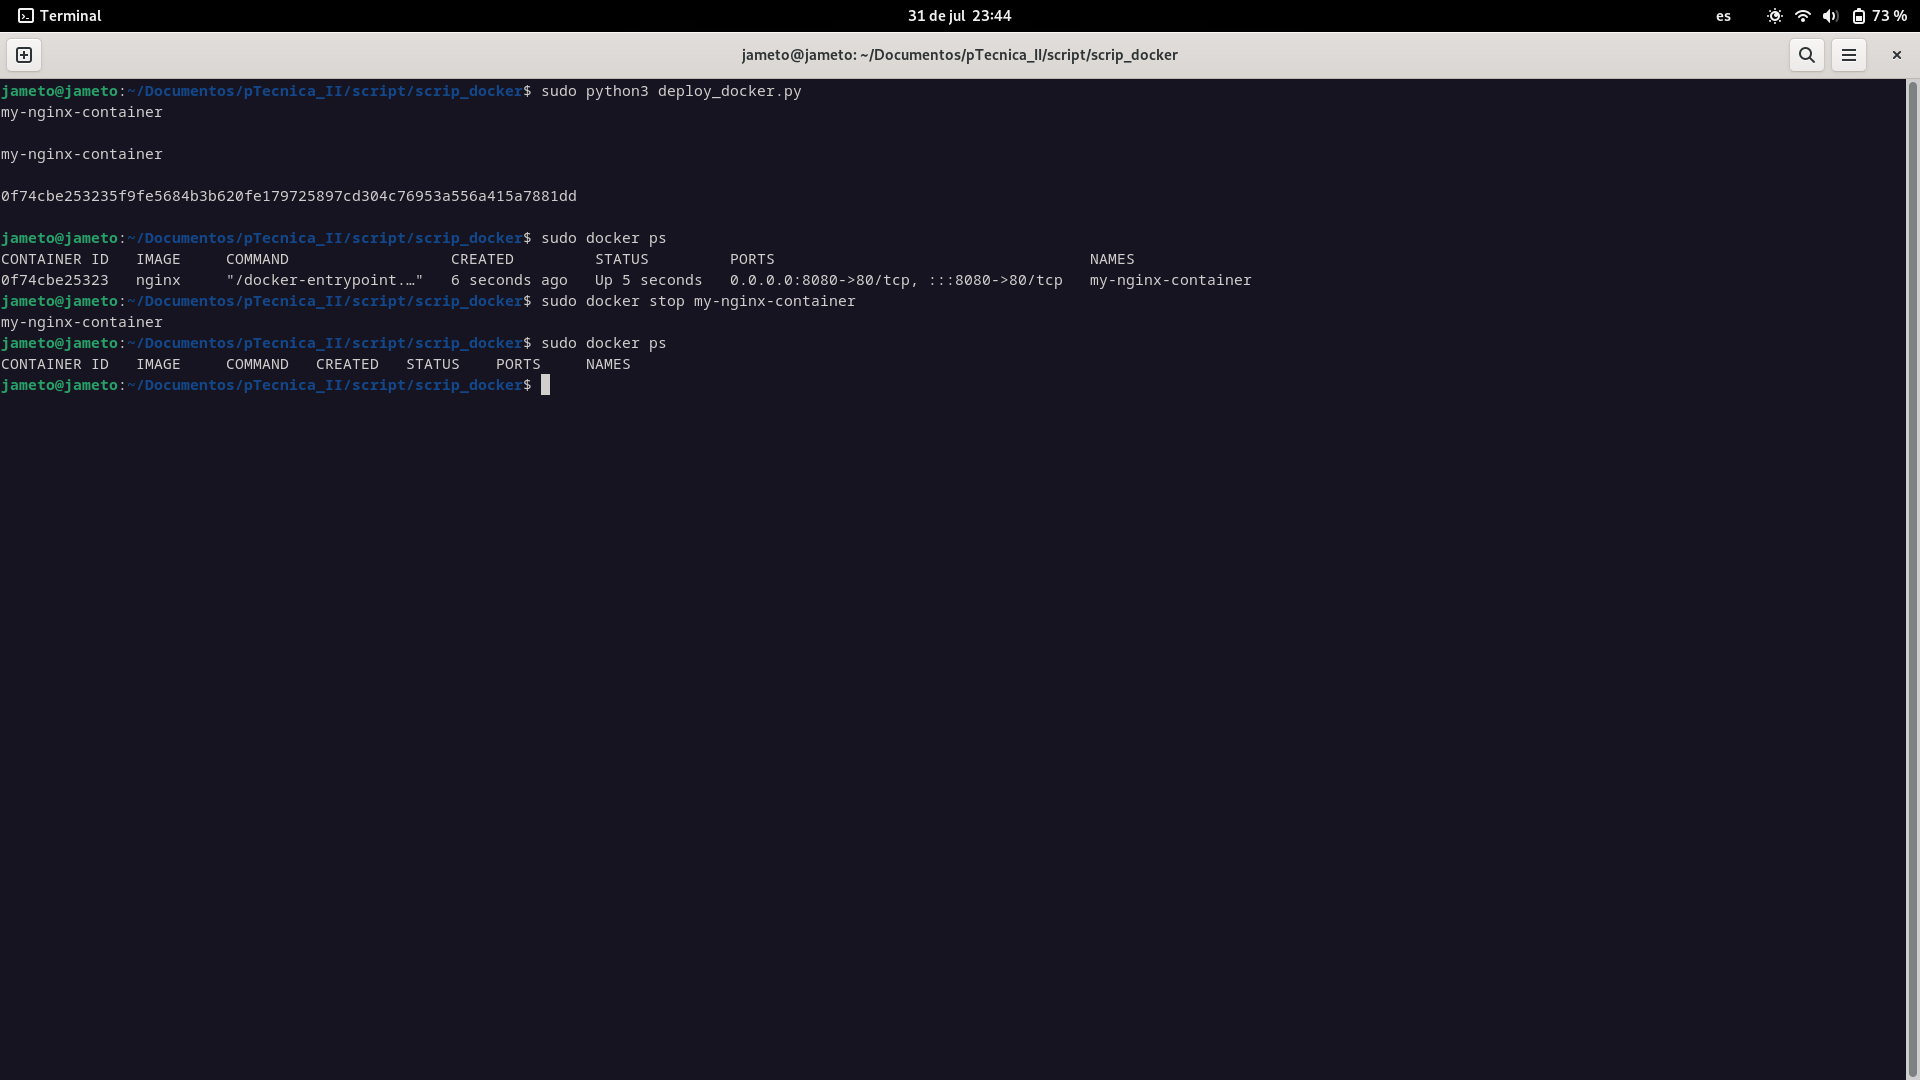 Terminal
31 de jul 23:44
es
73 %
jameto@jameto: ~/Documentos/pTecnica_II/script/scrip_docker
jameto@jameto:~/Documentos/pTecnica_II/script/scrip_docker$ sudo python3 deploy_docker.py
my-nginx-container
my-nginx-container
0f74cbe253235f9fe5684b3b620fe179725897cd304c76953a556a415a7881dd
jameto@jameto:~/Documentos/pTecnica_II/script/scrip_docker$ sudo docker ps
CONTAINER ID   IMAGE     COMMAND                  CREATED         STATUS         PORTS                                   NAMES
0f74cbe25323   nginx     "/docker-entrypoint.…"   6 seconds ago   Up 5 seconds   0.0.0.0:8080->80/tcp, :::8080->80/tcp   my-nginx-container
jameto@jameto:~/Documentos/pTecnica_II/script/scrip_docker$ sudo docker stop my-nginx-container
my-nginx-container
jameto@jameto:~/Documentos/pTecnica_II/script/scrip_docker$ sudo docker ps
CONTAINER ID   IMAGE     COMMAND   CREATED   STATUS    PORTS     NAMES
jameto@jameto:~/Documentos/pTecnica_II/script/scrip_docker$